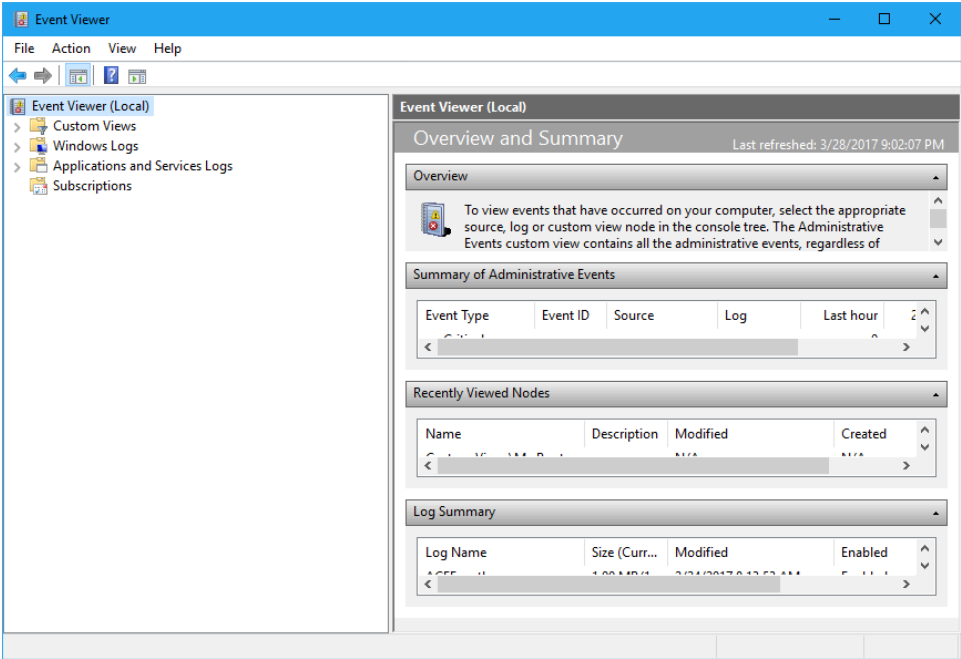 Event Viewer
File Action View Help
Event Viewer (Local)
Custom Views
Windows Logs
Applications and Services Logs
Subscriptions
Event Viewer (Local)
Overview and Summary
Last refreshed: 3/28/2017 9:02:07 PM
Overview
To view events that have occurred on your computer, select the appropriate
source, log or custom view node in the console tree. The Administrative
Events custom view contains all the administrative events, regardless of
Summary of Administrative Events
Event Type Event ID Source Log Last hour 2
Recently Viewed Nodes
Name Description Modified Created
N/A N/A
Log Summary
Log Name Size (Curr... Modified Enabled